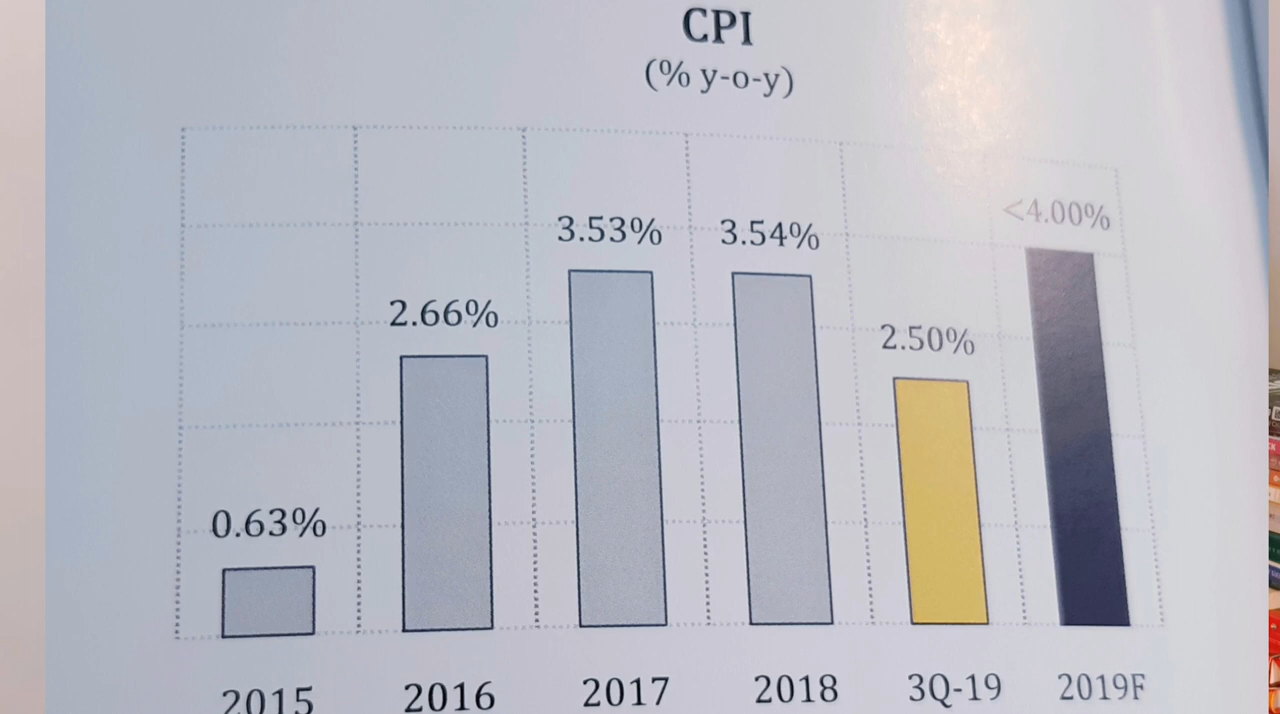 CPI
(% y-o-y)
<4.00%
3.53% 3.54%
2.66%
2.50%
0.63%
2015 2016 2017 2018 3Q-19 2019F